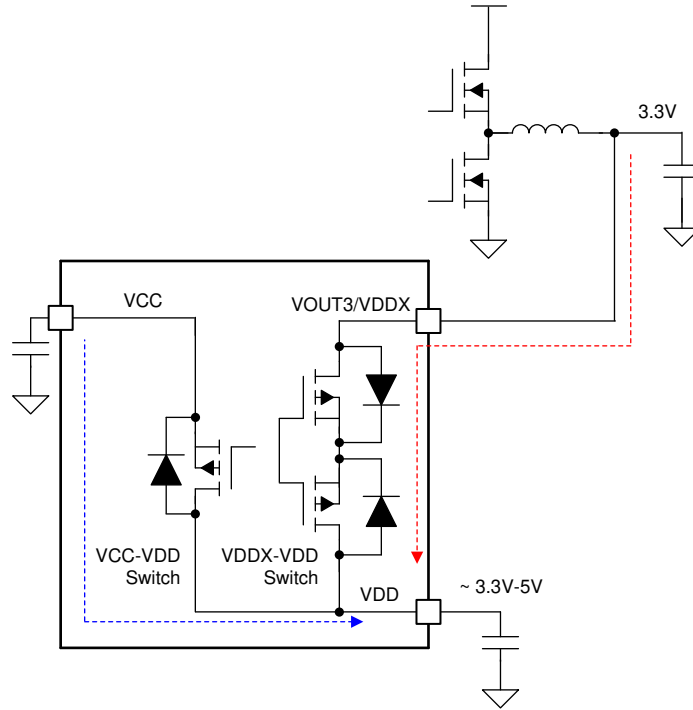 3.3V
VCC
VOUT3/VDDX
VCC-VDD
Switch
VDDX-VDD
Switch
VDD
~ 3.3V-5V